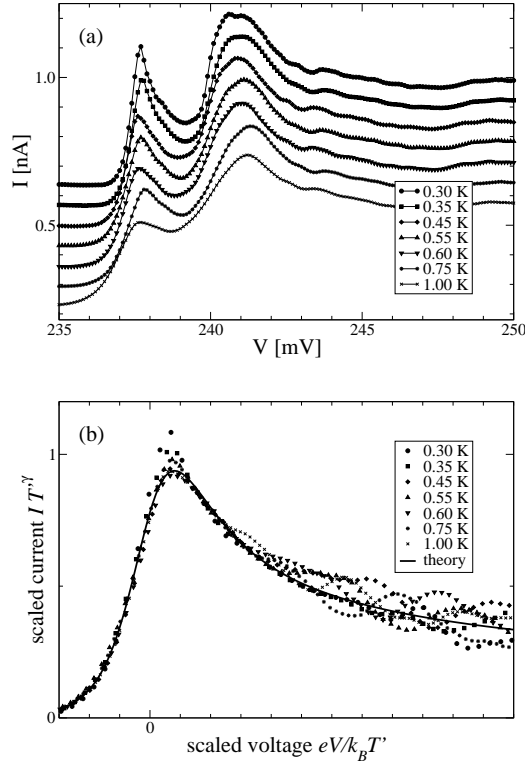 (a)
1.0
0.5
I [nA]
0.30 K
0.35 K
0.45 K
0.55 K
0.60 K
0.75 K
1.00 K
235
240
245
250
V [mV]
(b)
1
0
scaled current I T'^γ
0.30 K
0.35 K
0.45 K
0.55 K
0.60 K
0.75 K
1.00 K
theory
0
scaled voltage eV/k_BT'